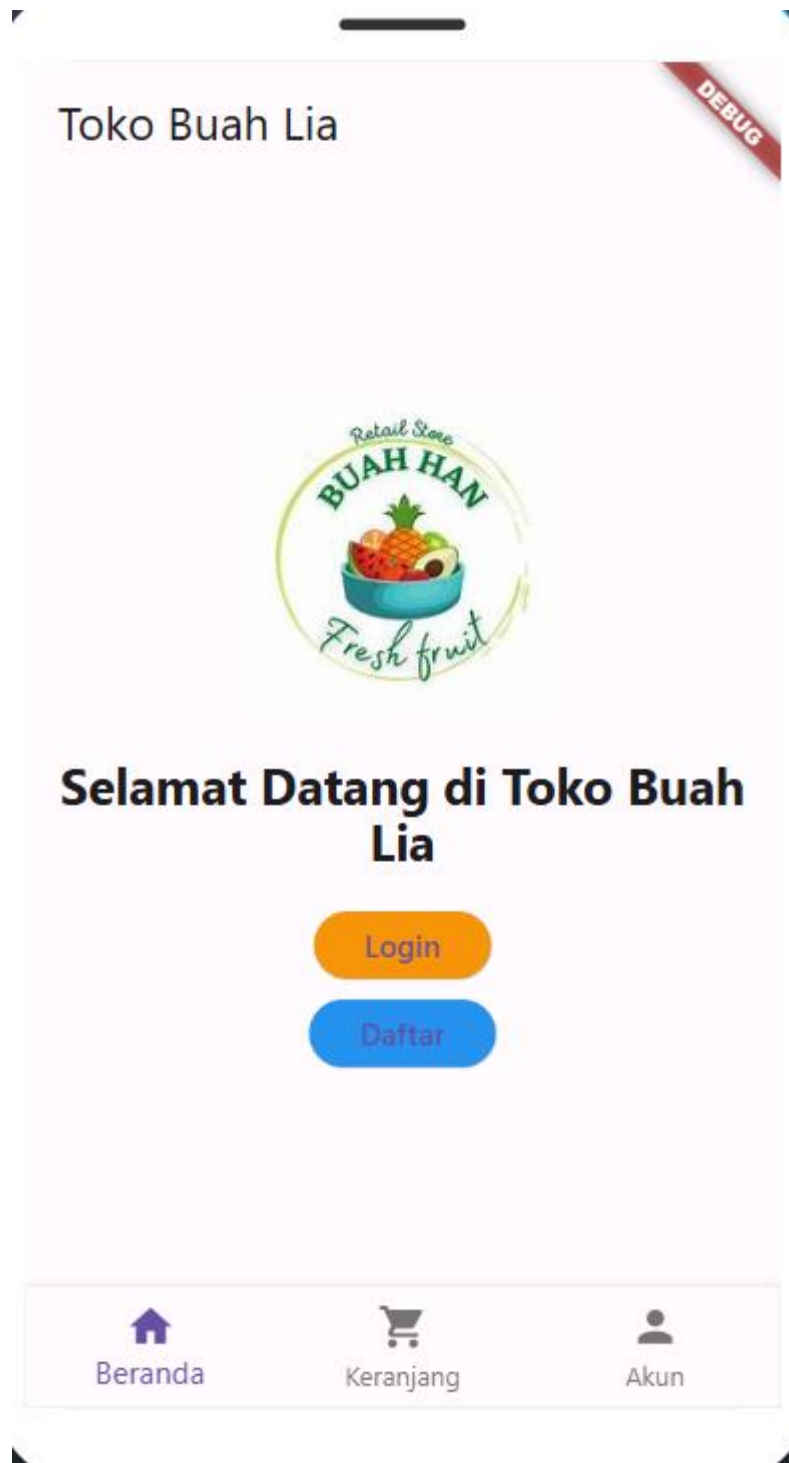 DEBUG
Toko Buah Lia
Retail Store
BUAH HAN
Fresh fruit
Selamat Datang di Toko Buah
Lia
Login
Daftar
Beranda
Keranjang
Akun